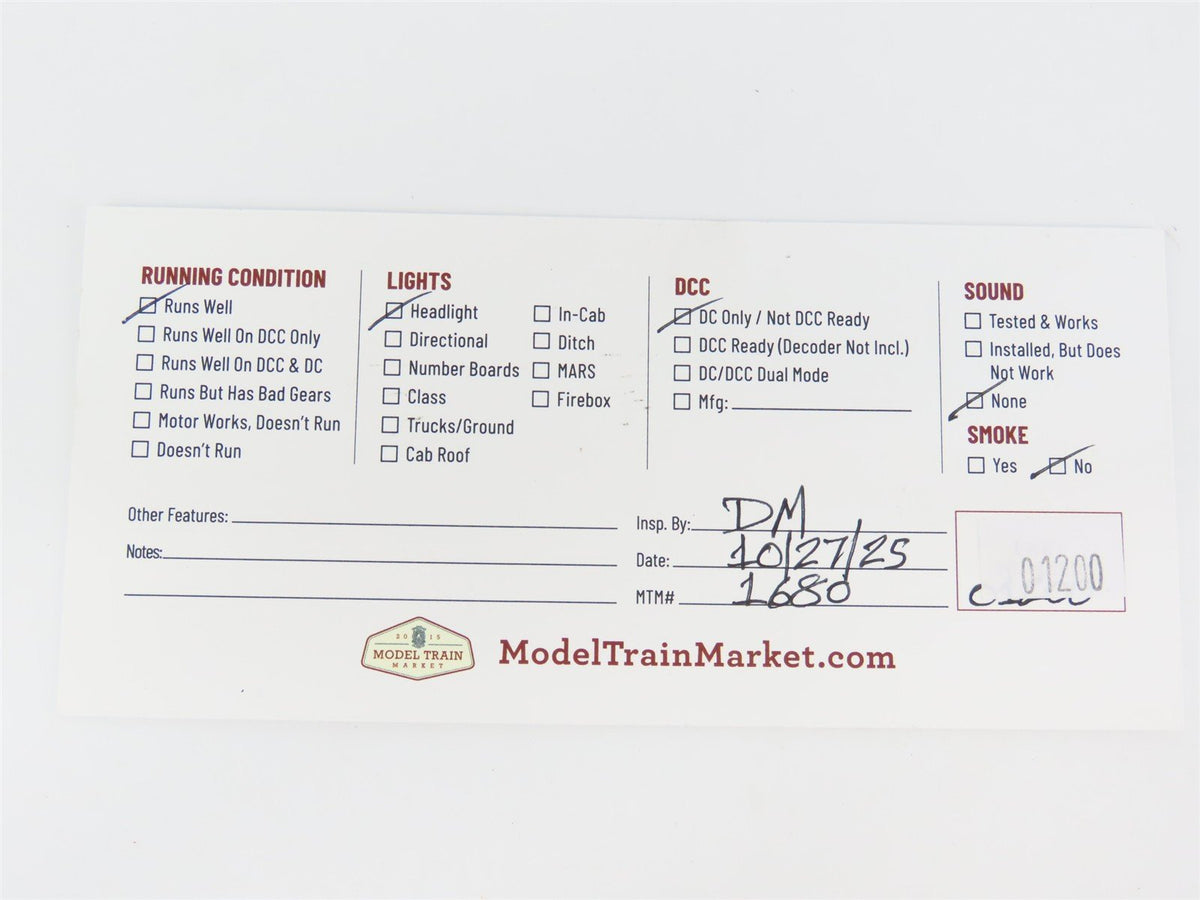 RUNNING CONDITION
Runs Well
Runs Well On DCC Only
Runs Well On DCC & DC
Runs But Has Bad Gears
Motor Works, Doesn't Run
Doesn't Run
LIGHTS
Headlight
Directional
Number Boards
Class
Trucks/Ground
Cab Roof
In-Cab
Ditch
MARS
Firebox
DCC
DC Only / Not DCC Ready
DCC Ready (Decoder Not Incl.)
DC/DCC Dual Mode
Mfg:
SOUND
Tested & Works
Installed, But Does
Not Work
None
SMOKE
Yes No
Other Features:
Notes:
Insp. By: DM
Date: 10/27/25
MTM# 1680
01200
2015
MODEL TRAIN
MARKET
ModelTrainMarket.com